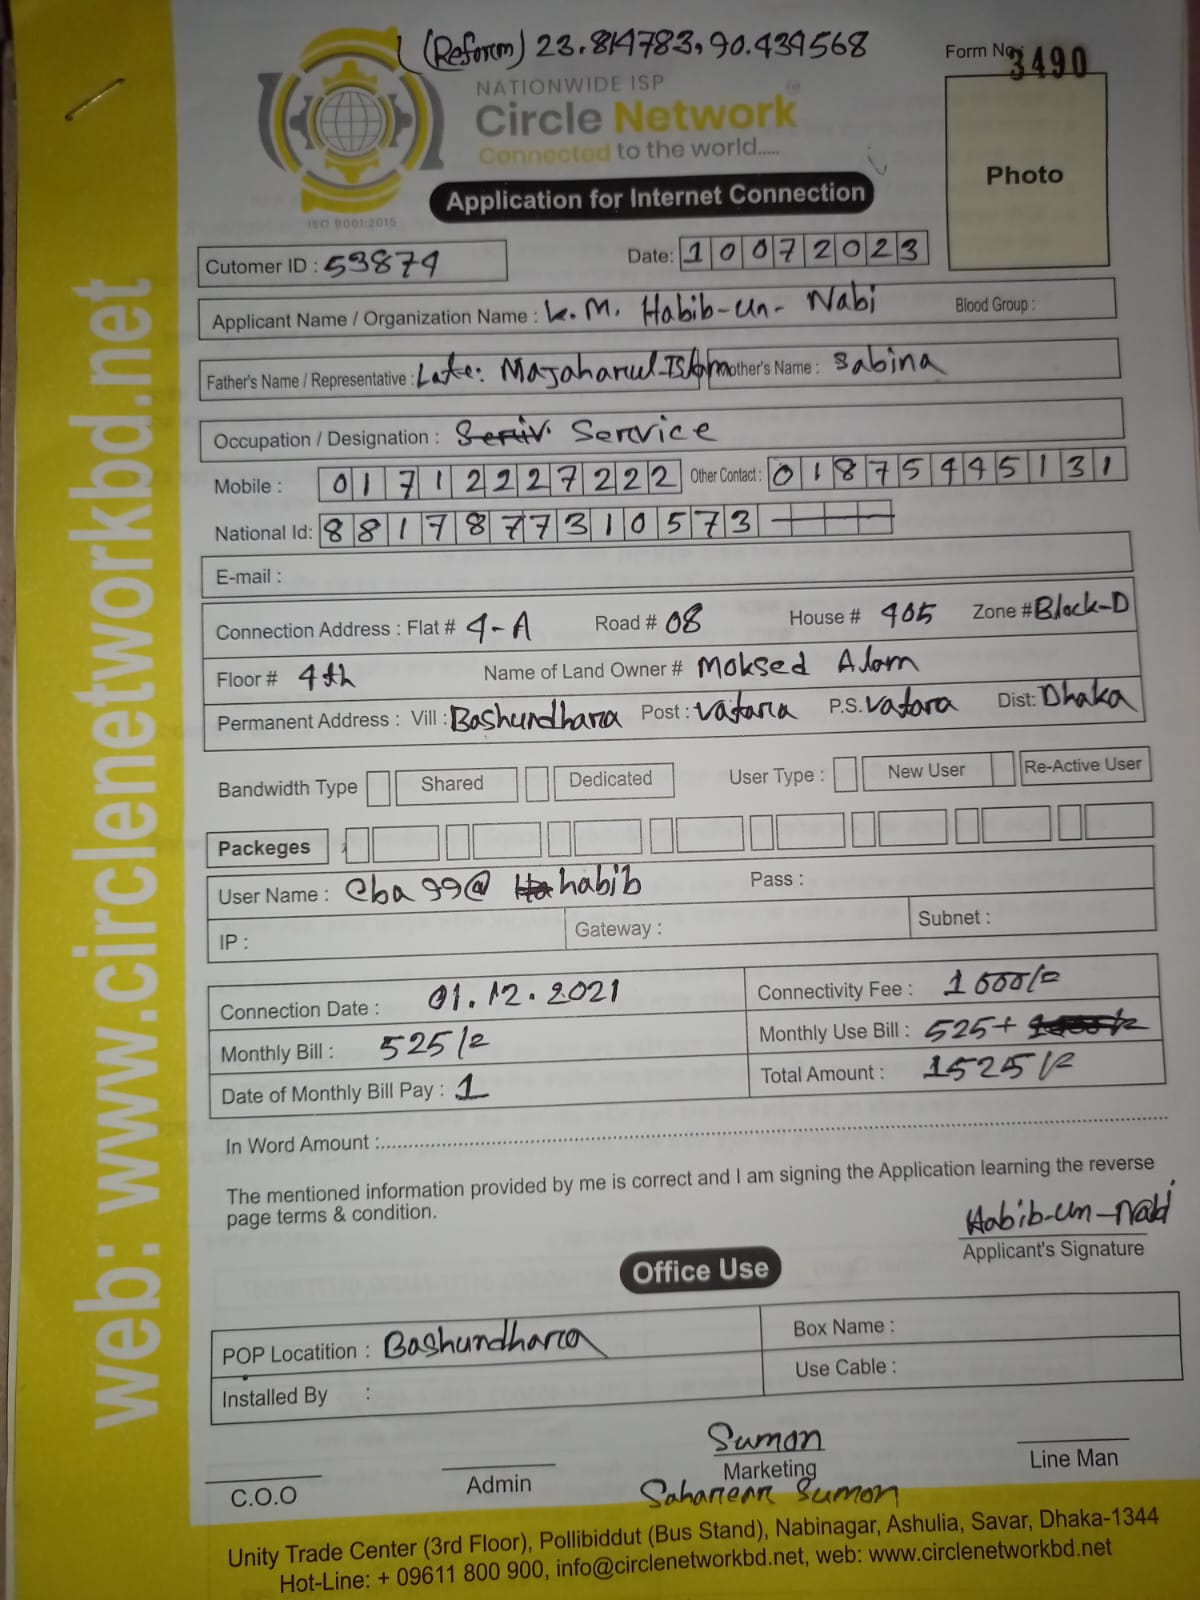 (Reform) 23.814783, 90.434568
Form No: 3490
NATIONWIDE ISP
Circle Network
Connected to the world.....
ISO 9001:2015
Photo
Application for Internet Connection
Cutomer ID : 53874 Date: 10072023
Applicant Name / Organization Name : K. M. Habib-un-Nabi Blood Group :
Father's Name / Representative : Late: Majaharul-Islam Mother's Name : Sabina
Occupation / Designation : Service
Mobile : 01712227222 Other Contact : 01875445131
National Id: 8817877310573
E-mail :
Connection Address : Flat # 4-A Road # 08 House # 405 Zone # Block-D
Floor # 4th Name of Land Owner # Moksed Alam
Permanent Address : Vill : Bashundhara Post : Vatara P.S. Vatara Dist: Dhaka
Bandwidth Type Shared Dedicated User Type : New User Re-Active User
Packeges
User Name : cba99@habib Pass :
IP : Gateway : Subnet :
Connection Date : 01.12.2021 Connectivity Fee : 1000/=
Monthly Bill : 525/= Monthly Use Bill : 525+
Date of Monthly Bill Pay : 1 Total Amount : 1525/=
In Word Amount :
The mentioned information provided by me is correct and I am signing the Application learning the reverse
page terms & condition.
Habib-un-Nabi
Applicant's Signature
Office Use
POP Locatition : Bashundhara Box Name :
Installed By : Use Cable :
Sumon
C.O.O Admin Marketing Line Man
Sumon
Unity Trade Center (3rd Floor), Pollibiddut (Bus Stand), Nabinagar, Ashulia, Savar, Dhaka-1344
Hot-Line: + 09611 800 900, info@circlenetworkbd.net, web: www.circlenetworkbd.net
web: www.circlenetworkbd.net